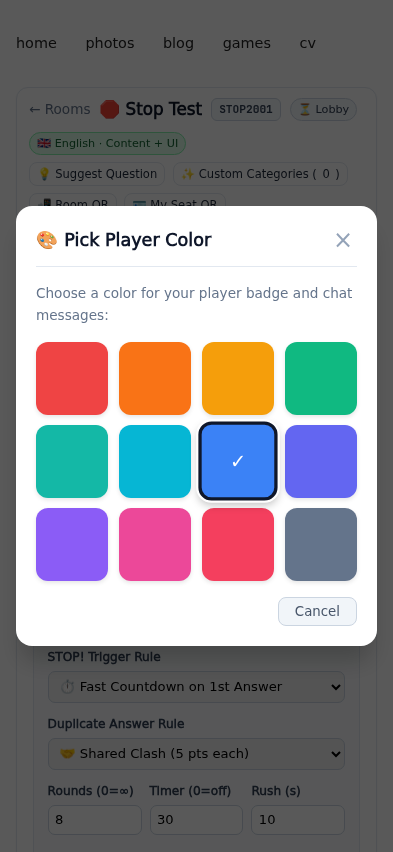 home photos blog games cv
← Rooms 🛑 Stop Test STOP2001 ⏳ Lobby
🇬🇧 English · Content + UI
💡 Suggest Question ✨ Custom Categories ( 0 )
Room QR My Seat QR
🎨 Pick Player Color ×
Choose a color for your player badge and chat
messages:
✓
Cancel
STOP! Trigger Rule
⏱️ Fast Countdown on 1st Answer
Duplicate Answer Rule
🤝 Shared Clash (5 pts each)
Rounds (0=∞) Timer (0=off) Rush (s)
8 30 10